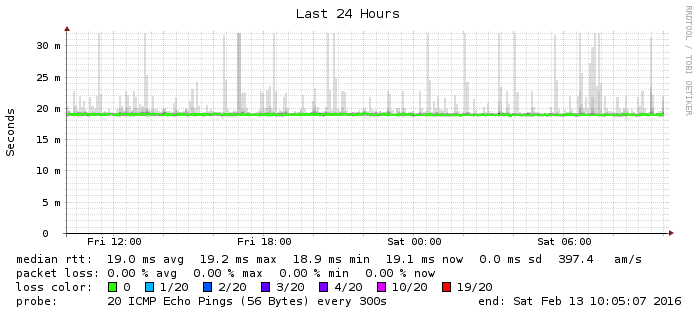 Last 24 Hours
RRDTOOL / TOBI OETIKER
Seconds
30 m
25 m
20 m
15 m
10 m
5 m
0
Fri 12:00 Fri 18:00 Sat 00:00 Sat 06:00
median rtt: 19.0 ms avg 19.2 ms max 18.9 ms min 19.1 ms now 0.0 ms sd 397.4 am/s
packet loss: 0.00 % avg 0.00 % max 0.00 % min 0.00 % now
loss color: 0 1/20 2/20 3/20 4/20 10/20 19/20
probe: 20 ICMP Echo Pings (56 Bytes) every 300s end: Sat Feb 13 10:05:07 2016